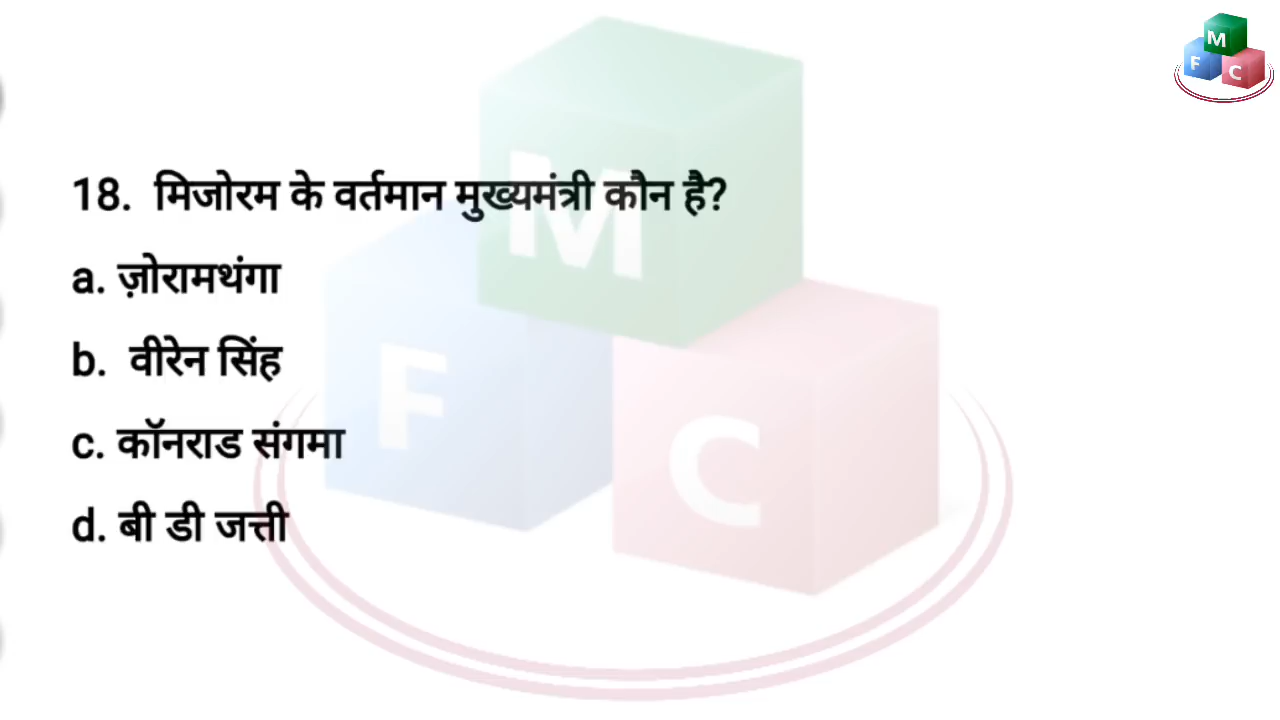 M
F
C
18. मिजोरम के वर्तमान मुख्यमंत्री कौन है?
a. ज़ोरामथंगा
b. वीरेन सिंह
c. कॉनराड संगमा
d. बी डी जत्ती
M
F
C